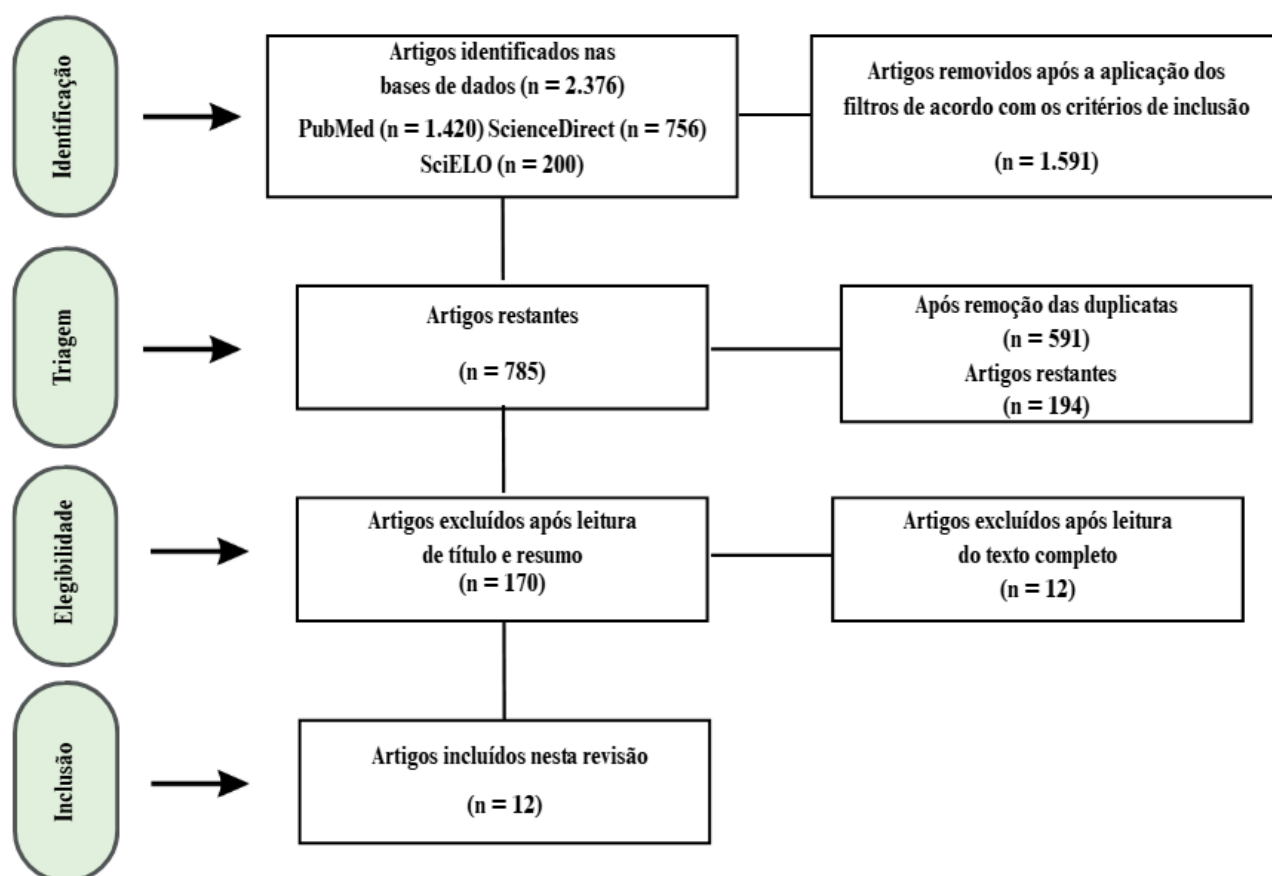 Identificação
Artigos identificados nas
bases de dados (n = 2.376)
PubMed (n = 1.420) ScienceDirect (n = 756)
SciELO (n = 200)
Artigos removidos após a aplicação dos
filtros de acordo com os critérios de inclusão
(n = 1.591)
Triagem
Artigos restantes
(n = 785)
Após remoção das duplicatas
(n = 591)
Artigos restantes
(n = 194)
Elegibilidade
Artigos excluídos após leitura
de título e resumo
(n = 170)
Artigos excluídos após leitura
do texto completo
(n = 12)
Inclusão
Artigos incluídos nesta revisão
(n = 12)